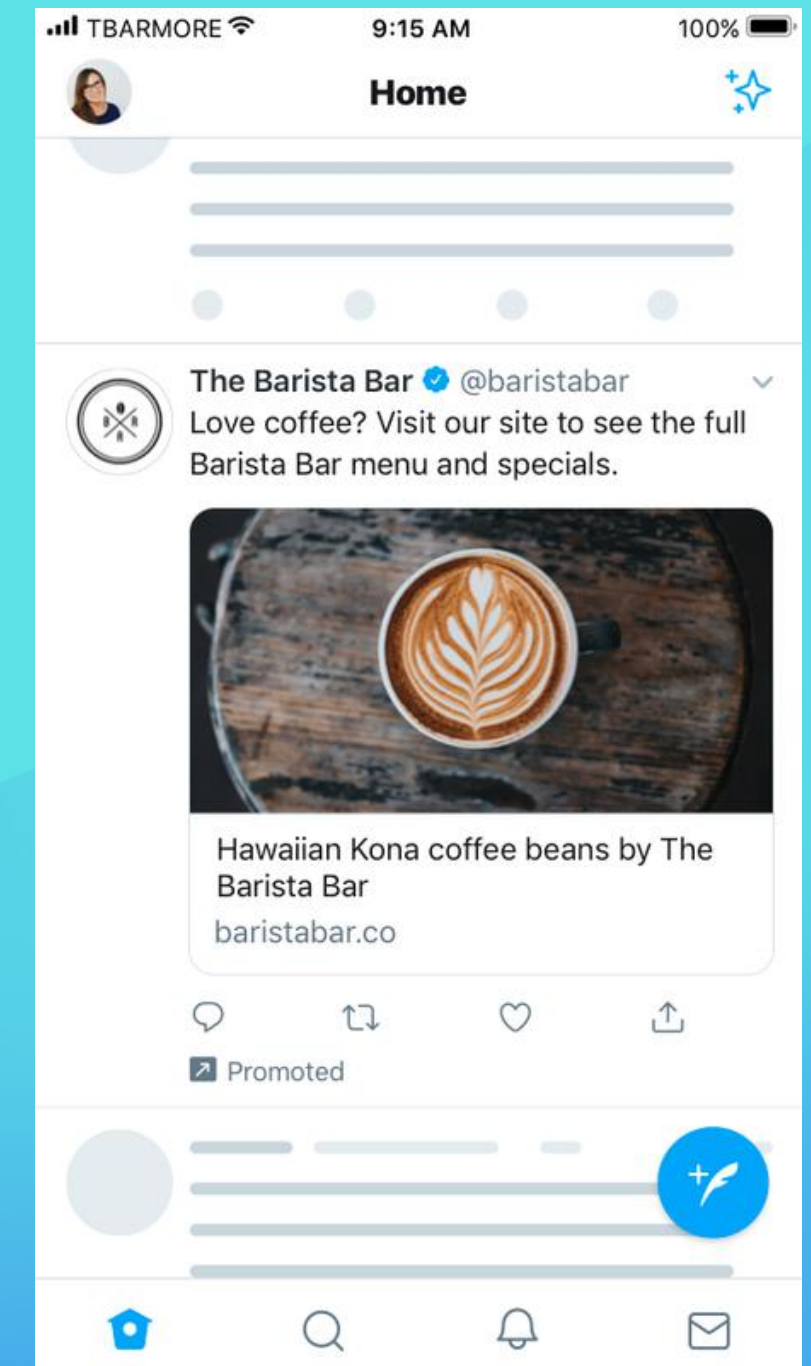 TBARMORE 9:15 AM 100%
Home
The Barista Bar @baristabar
Love coffee? Visit our site to see the full
Barista Bar menu and specials.
Hawaiian Kona coffee beans by The
Barista Bar
baristabar.co
Promoted